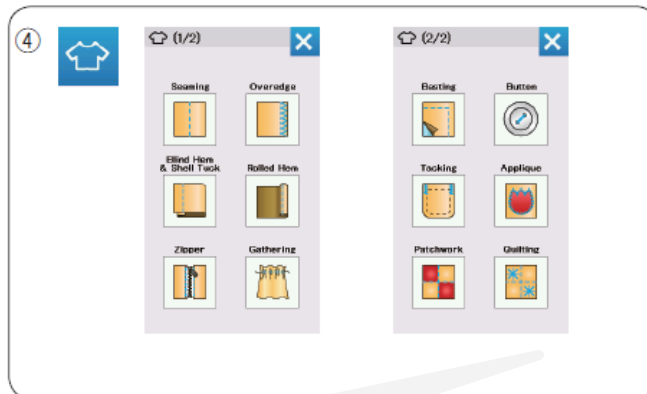 ④
(1/2)
Seaming Overedge
Blind Hem
& Shell Tuck Rolled Hem
Zipper Gathering
(2/2)
Basting Button
Tacking Applique
Patchwork Quilting